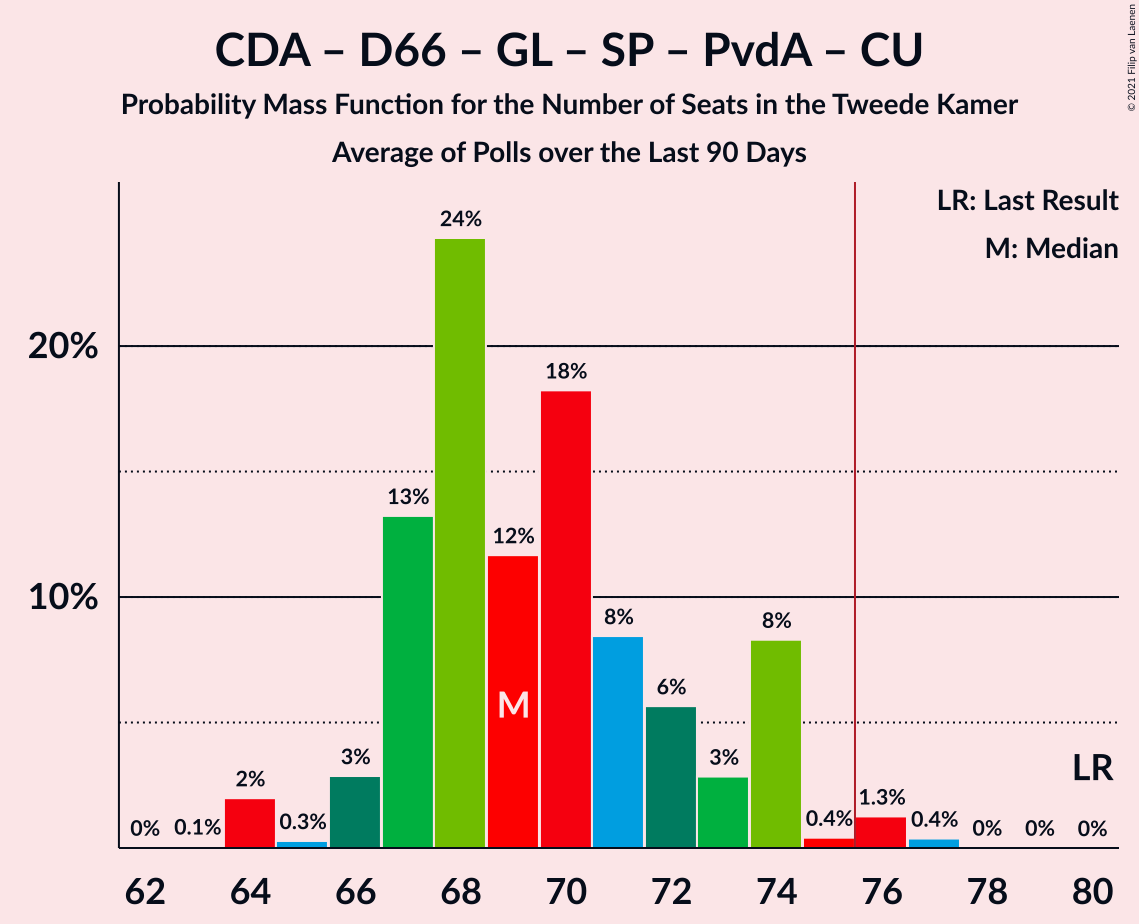 CDA – D66 – GL – SP – PvdA – CU
Probability Mass Function for the Number of Seats in the Tweede Kamer
Average of Polls over the Last 90 Days
© 2021 Filip van Laenen
LR: Last Result
M: Median
20%
10%
0%
0.1%
2%
0.3%
3%
13%
24%
12%
18%
8%
6%
3%
8%
0.4%
1.3%
0.4%
0%
0%
0%
M
LR
62 64 66 68 70 72 74 76 78 80